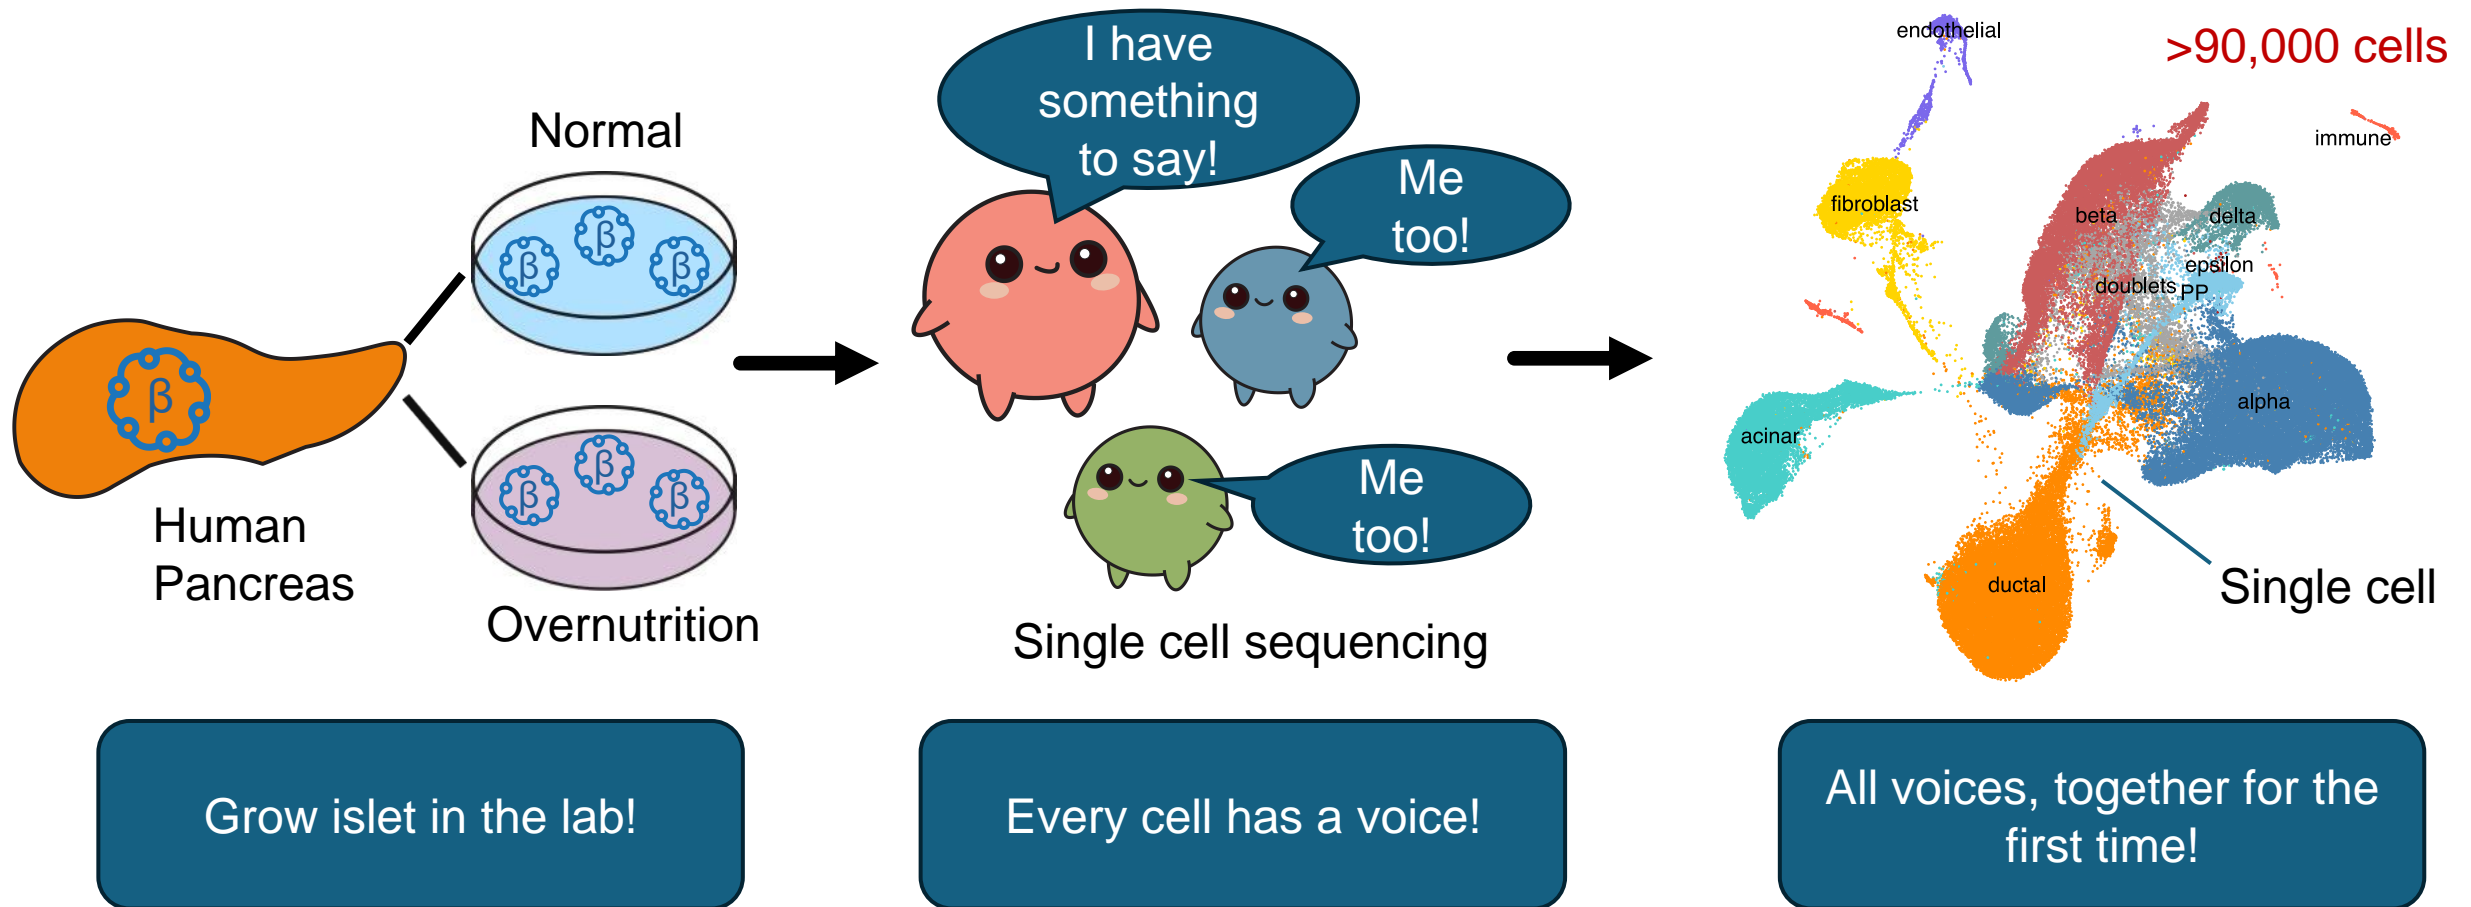 Normal
β
β
β
β
Human
Pancreas
β
β
β
Overnutrition
I have
something
to say!
Me
too!
Me
too!
Single cell sequencing
>90,000 cells
endothelial
immune
fibroblast
beta
delta
epsilon
doublets
PP
alpha
acinar
ductal
Single cell
Grow islet in the lab!
Every cell has a voice!
All voices, together for the
first time!